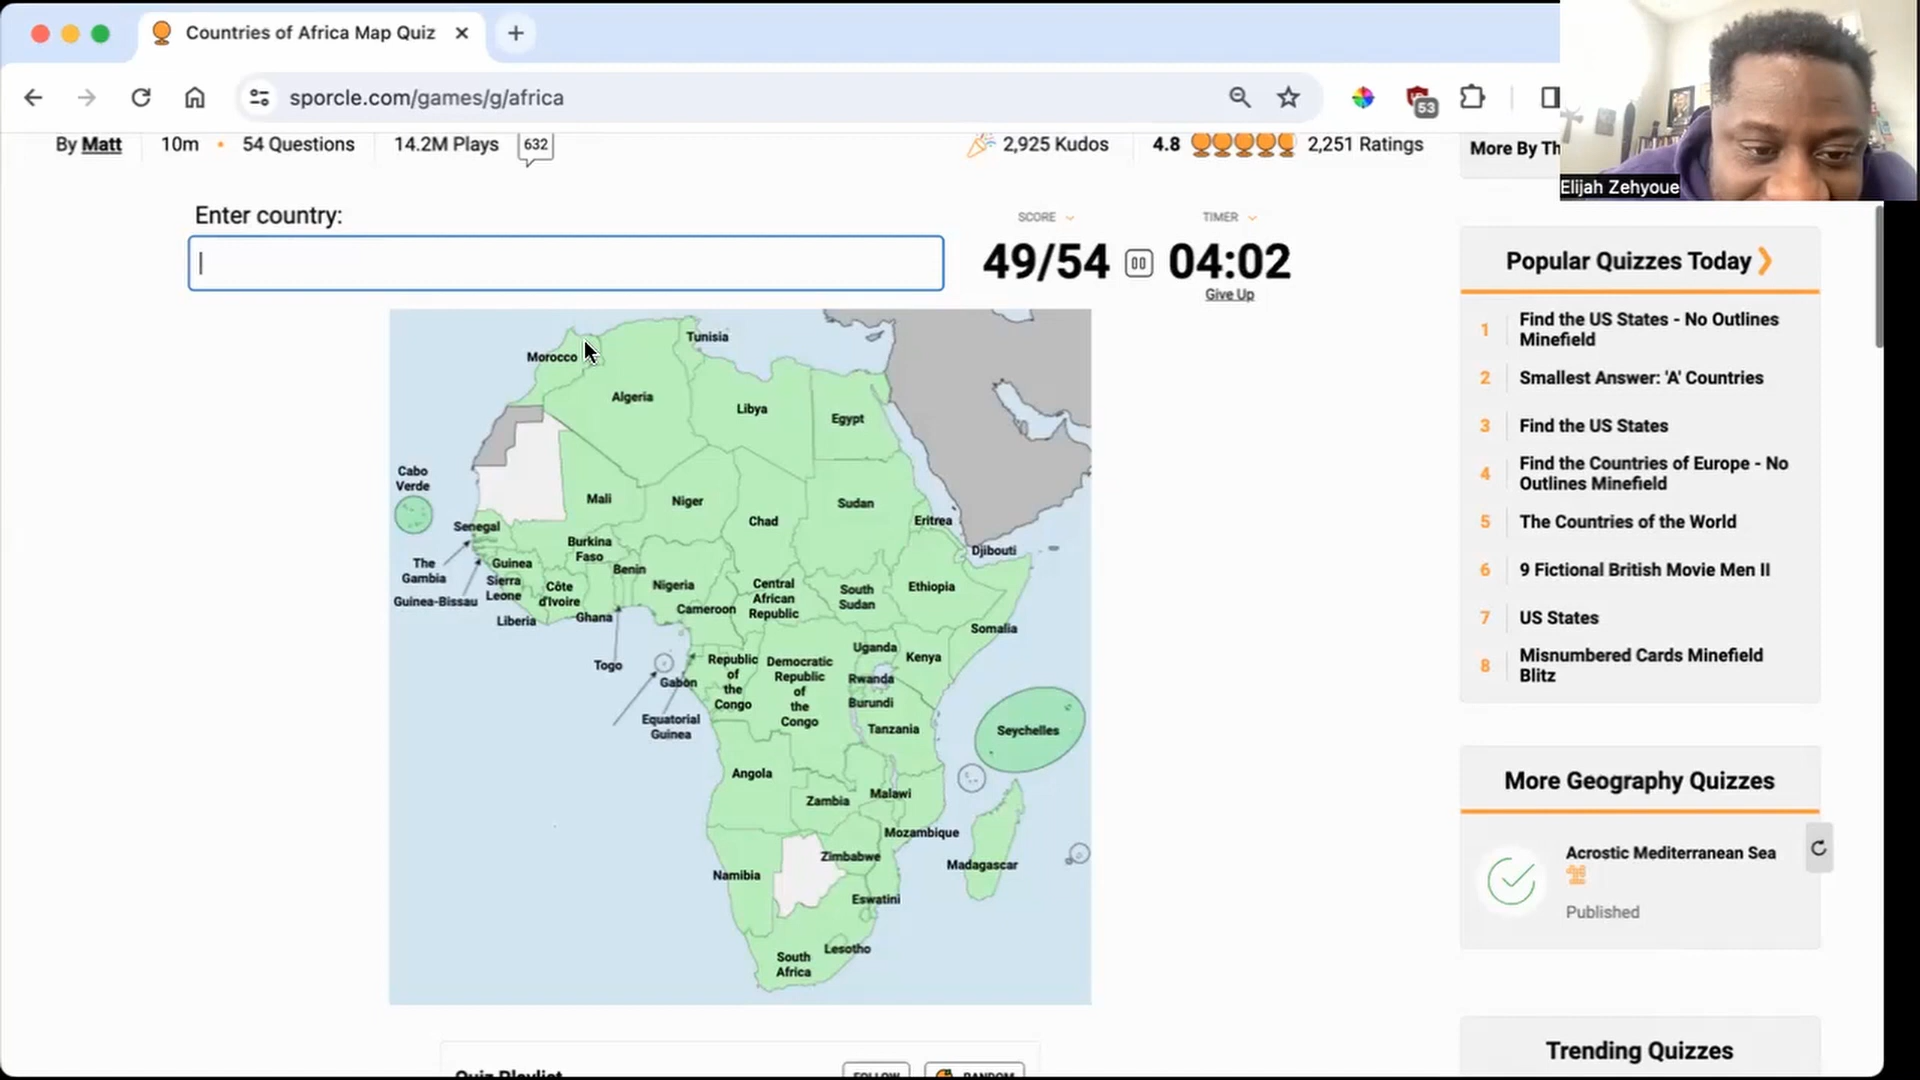 Countries of Africa Map Quiz
sporcle.com/games/g/africa
53
By Matt
10m
54 Questions
14.2M Plays
632
2,925 Kudos
4.8
2,251 Ratings
More By Th
Elijah Zehyoue
Enter country:
SCORE
49/54
TIMER
04:02
Give Up
Tunisia
Morocco
Algeria
Libya
Egypt
Cabo
Verde
Mali
Niger
Sudan
Chad
Eritrea
Senegal
Burkina
Faso
Djibouti
The
Gambia
Guinea
Benin
Nigeria
Sierra
Leone
Côte
d'Ivoire
Central
African
Republic
South
Sudan
Ethiopia
Guinea-Bissau
Cameroon
Liberia
Ghana
Somalia
Togo
Uganda
Kenya
Republic
of
the
Congo
Democratic
Republic
of
the
Congo
Gabon
Rwanda
Burundi
Equatorial
Guinea
Tanzania
Seychelles
Angola
Zambia
Malawi
Mozambique
Zimbabwe
Madagascar
Namibia
Eswatini
Lesotho
South
Africa
Quiz Playlist
FOLLOW
RANDOM
Popular Quizzes Today
1 Find the US States - No Outlines
Minefield
2 Smallest Answer: 'A' Countries
3 Find the US States
4 Find the Countries of Europe - No
Outlines Minefield
5 The Countries of the World
6 9 Fictional British Movie Men II
7 US States
8 Misnumbered Cards Minefield
Blitz
More Geography Quizzes
Acrostic Mediterranean Sea
Published
Trending Quizzes